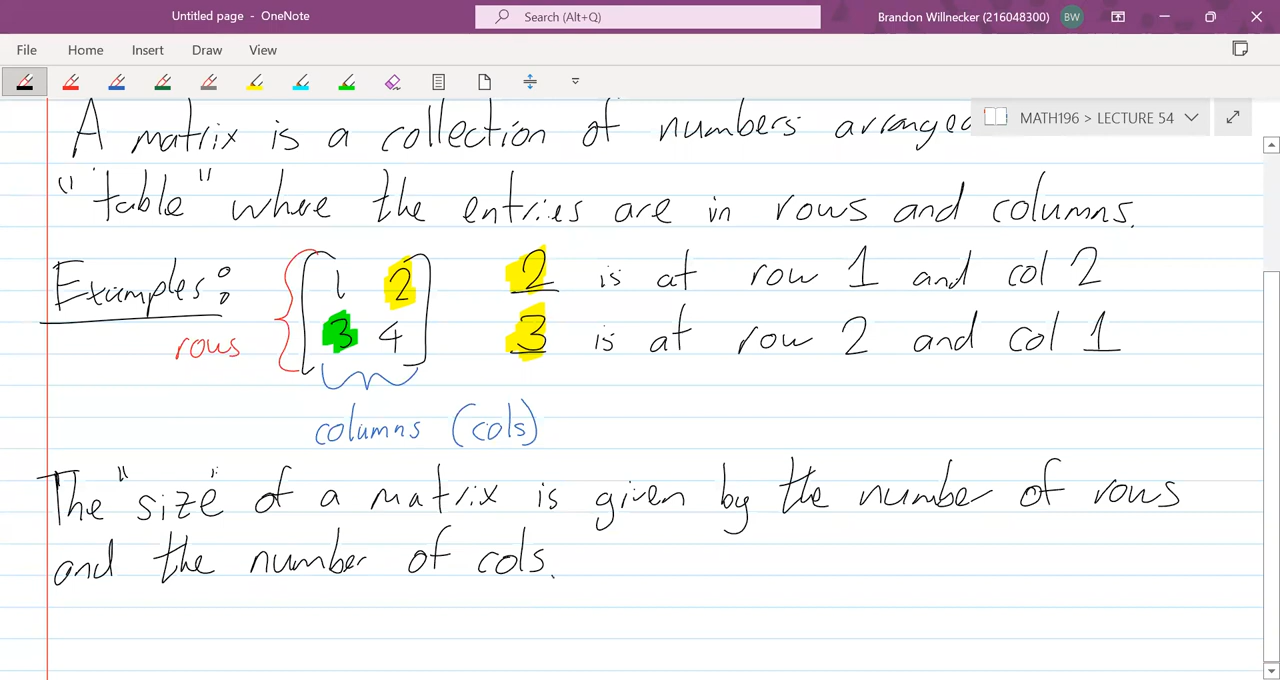 Untitled page - OneNote
Search (Alt+Q)
Brandon Willnecker (216048300)
BW
File Home Insert Draw View
MATH196 > LECTURE 54
A matrix is a collection of numbers arranged
"table" where the entries are in rows and columns.
Examples: [1 2 2 is at row 1 and col 2
rows 3 4] 3 is at row 2 and col 1
columns (cols)
The "size" of a matrix is given by the number of rows
and the number of cols.